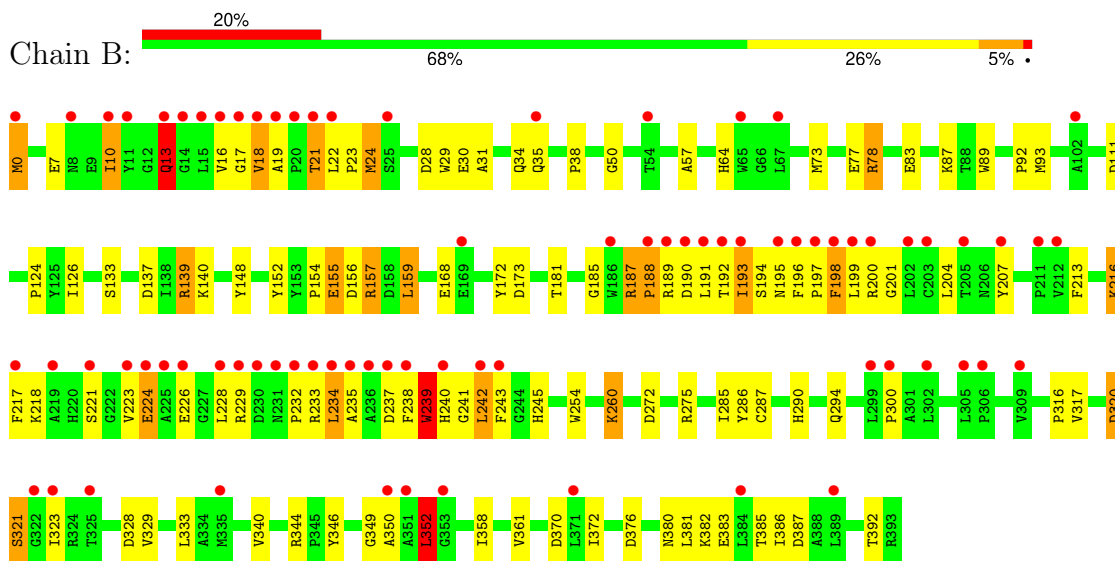 20%
Chain B:
68% 26% 5% •
M0 E7 N8 E9 I10 Y11 G12 Q13 G14 L15 V16 G17 V18 A19 P20 T21 L22 P23 M24 S25 D28 W29 E30 A31 Q34 Q35 P38 G50 T54 A57 H64 W65 G66 L67 M73 E77 R78 E83 K87 T88 W89 P92 M93 A102
P124 Y125 I126 S133 D137 I138 R139 K140 Y148 Y152 Y153 P154 E155 D156 R157 D158 L159 E168 E169 Y172 D173 T181 G185 W186 R187 P188 R189 D190 L191 T192 I193 S194 N195 F196 P197 F198 L199 R200 G201 L202 C203 L204 T205 N206 Y207 P211 V212 F213
F217 K218 A219 H220 S221 G222 V223 E224 A225 E226 G227 L228 R229 D230 N231 P232 R233 L234 A235 A236 D237 F238 W239 H240 G241 L242 F243 G244 H245 W254 K260 D272 R275 I285 Y286 C287 H290 Q294 L299 P300 A301 L302 L305 P306 V309 P316 V317
S321 G322 I323 R324 T325 D328 V329 L333 A334 M335 V340 R344 P345 Y346 G349 A350 A351 L352 G353 I358 V361 D370 L371 I372 D376 N380 L381 K382 E383 L384 T385 I386 D387 A388 L389 T392 R393